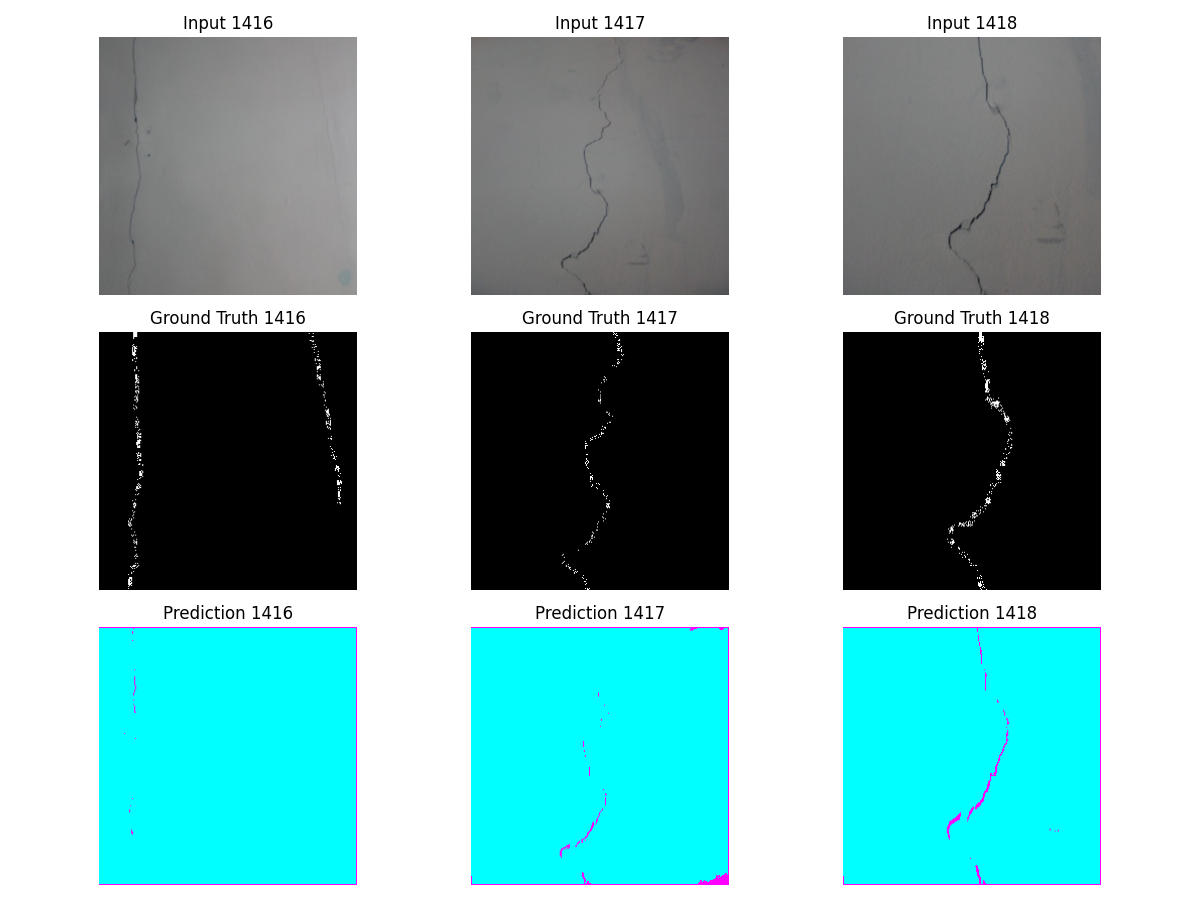 Input 1416
Input 1417
Input 1418
Ground Truth 1416
Ground Truth 1417
Ground Truth 1418
Prediction 1416
Prediction 1417
Prediction 1418